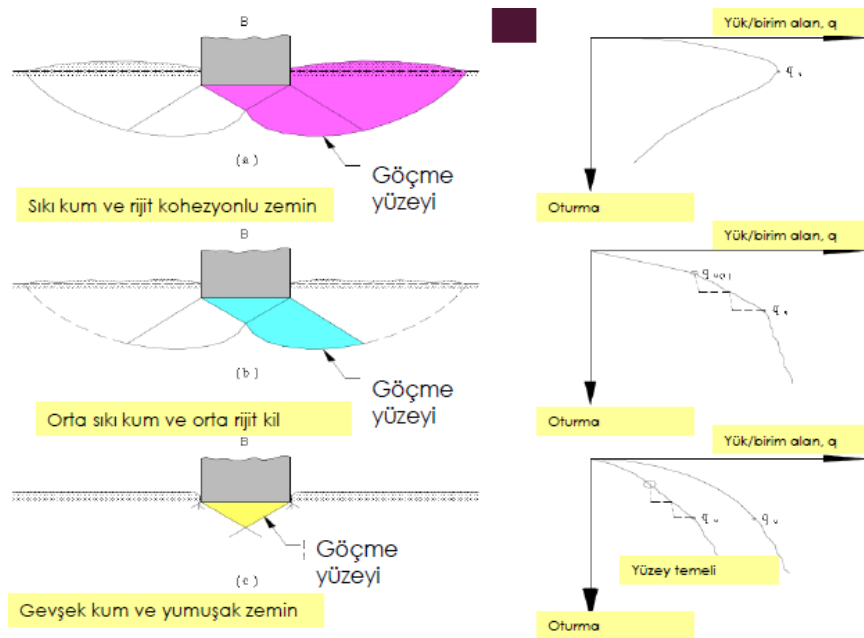 B
Yük/birim alan, q
q u
(a)
Göçme
yüzeyi
Sıkı kum ve rijit kohezyonlu zemin
Oturma
B
Yük/birim alan, q
q u(1)
q u
(b)
Göçme
yüzeyi
Orta sıkı kum ve orta rijit kil
Oturma
B
Yük/birim alan, q
q u
q u
Göçme
yüzeyi
Yüzey temeli
(c)
Gevşek kum ve yumuşak zemin
Oturma